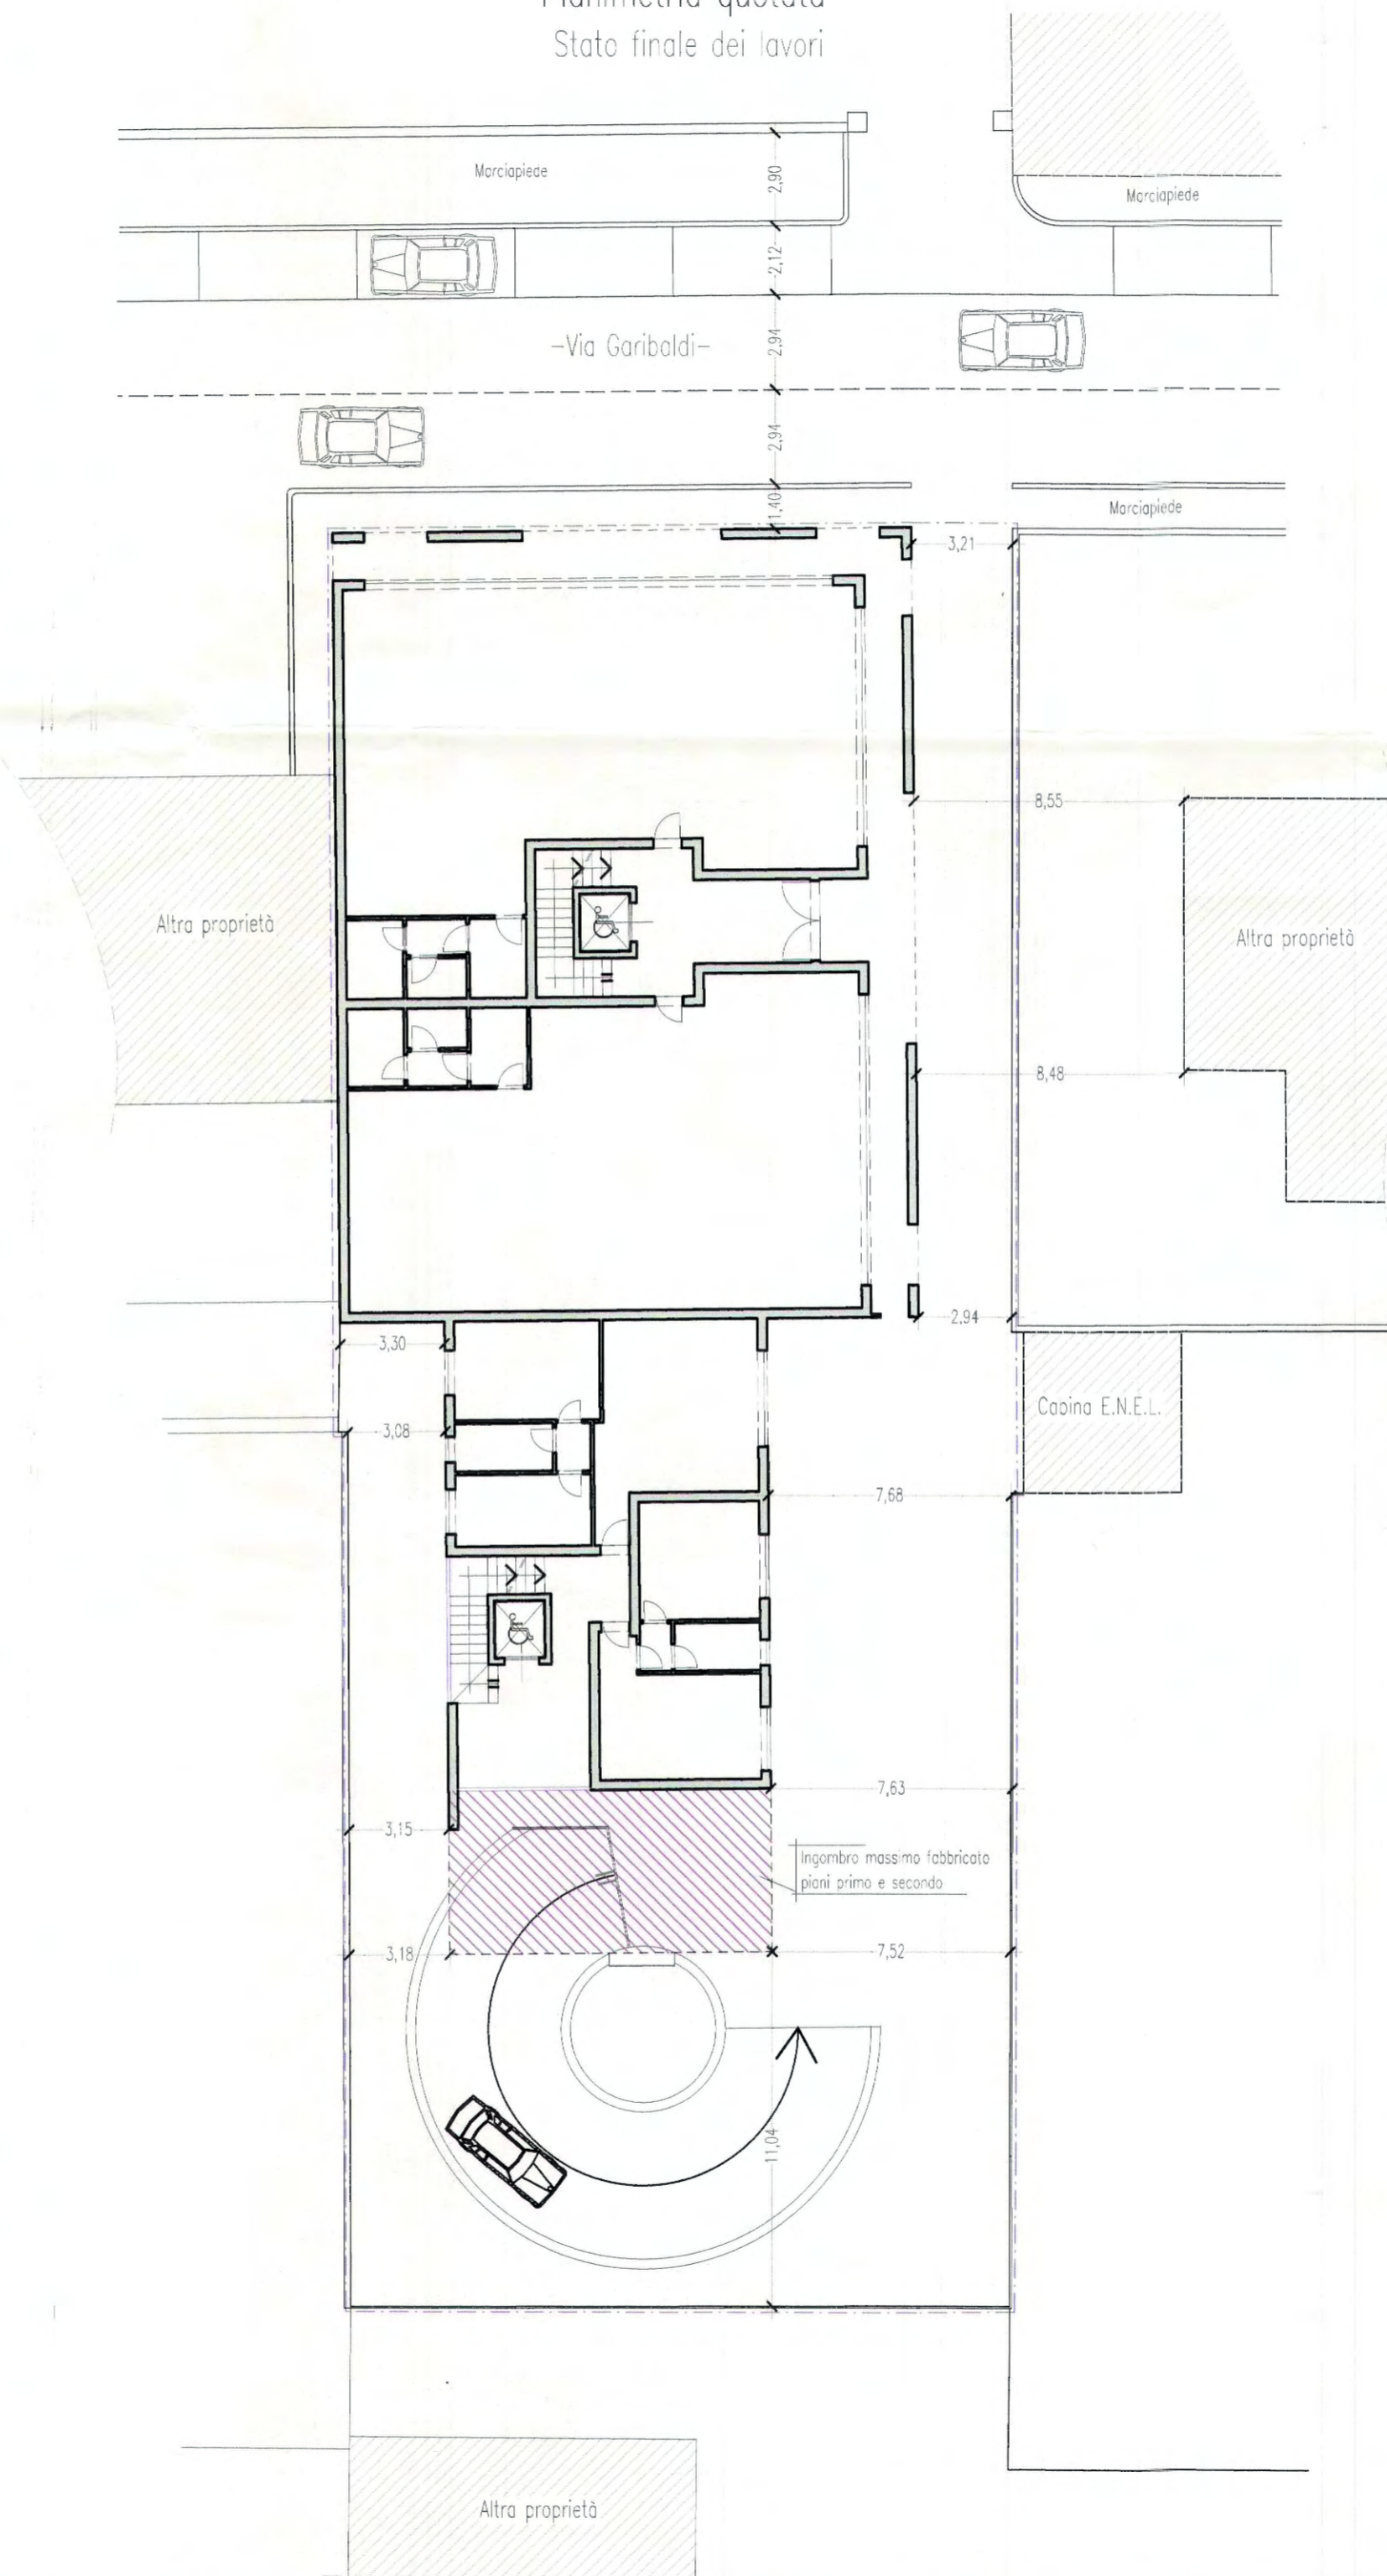 Planimetria quotata
Stato finale dei lavori
Marciapiede
2,90
Marciapiede
2,12
-Via Garibaldi-
2,94
2,94
1,40
Marciapiede
3,21
8,55
Altra proprietà
Altra proprietà
8,48
2,94
3,30
3,08
Cabina E.N.E.L.
7,68
7,63
3,15
Ingombro massimo fabbricato
piani primo e secondo
3,18
7,52
11,04
Altra proprietà